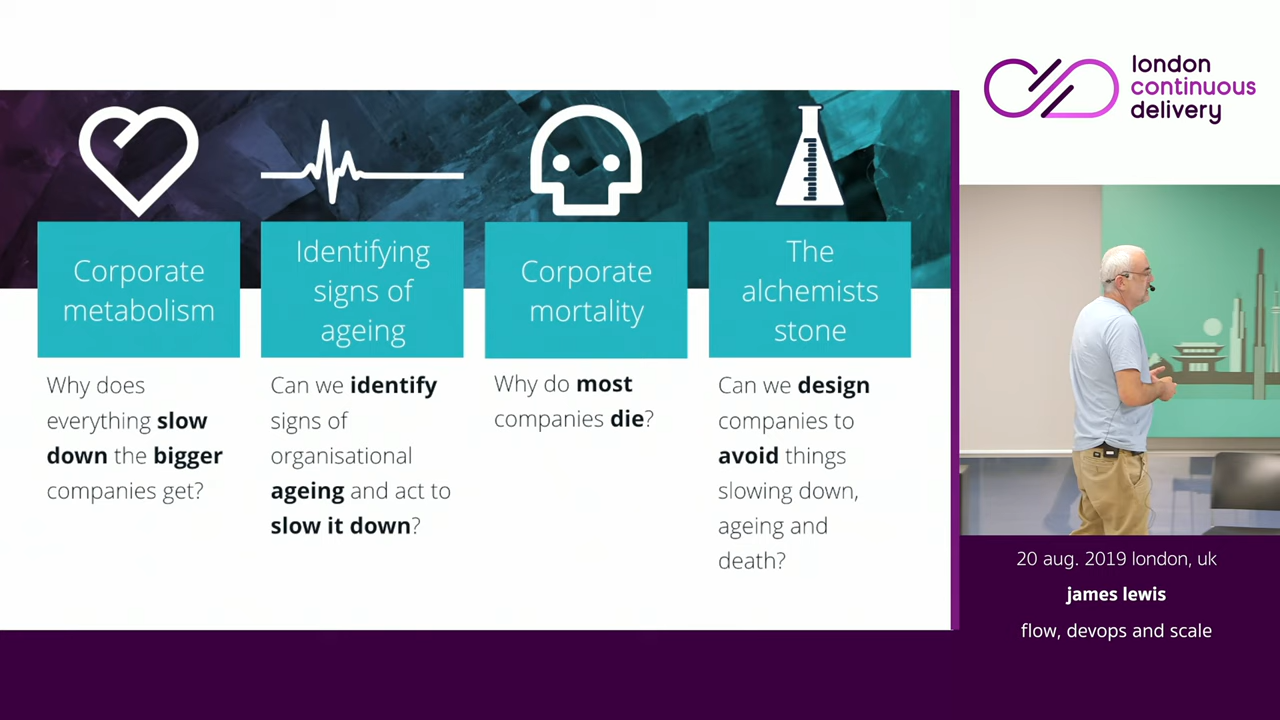 Corporate
metabolism
Why does
everything slow
down the bigger
companies get?
Identifying
signs of
ageing
Can we identify
signs of
organisational
ageing and act to
slow it down?
Corporate
mortality
Why do most
companies die?
The
alchemists
stone
Can we design
companies to
avoid things
slowing down,
ageing and
death?
london
continuous
delivery
20 aug. 2019 london, uk
james lewis
flow, devops and scale